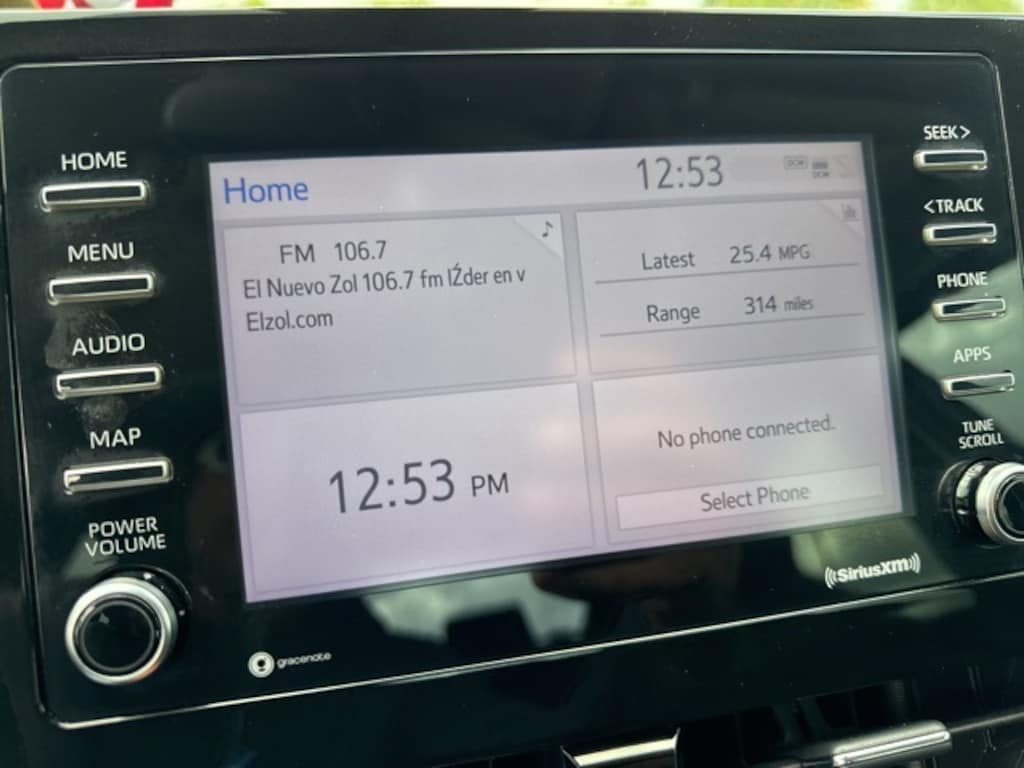 HOME
MENU
AUDIO
MAP
POWER
VOLUME
Home
12:53
DCM
DCM
FM 106.7
El Nuevo Zol 106.7 fm lŹder en v
Elzol.com
Latest 25.4 MPG
Range 314 miles
12:53 PM
No phone connected.
Select Phone
SEEK>
<TRACK
PHONE
APPS
TUNE
SCROLL
gracenote
((SiriusXM))